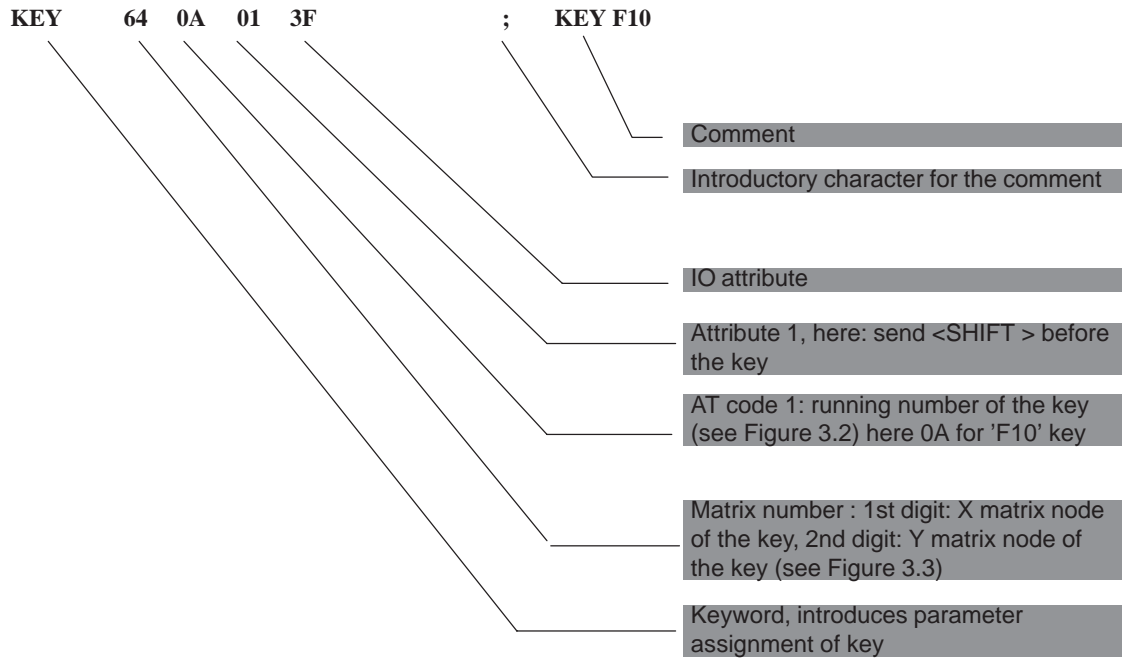 KEY 64 0A 01 3F ; KEY F10
Comment
Introductory character for the comment
IO attribute
Attribute 1, here: send <SHIFT > before
the key
AT code 1: running number of the key
(see Figure 3.2) here 0A for ’F10’ key
Matrix number : 1st digit: X matrix node
of the key, 2nd digit: Y matrix node of
the key (see Figure 3.3)
Keyword, introduces parameter
assignment of key